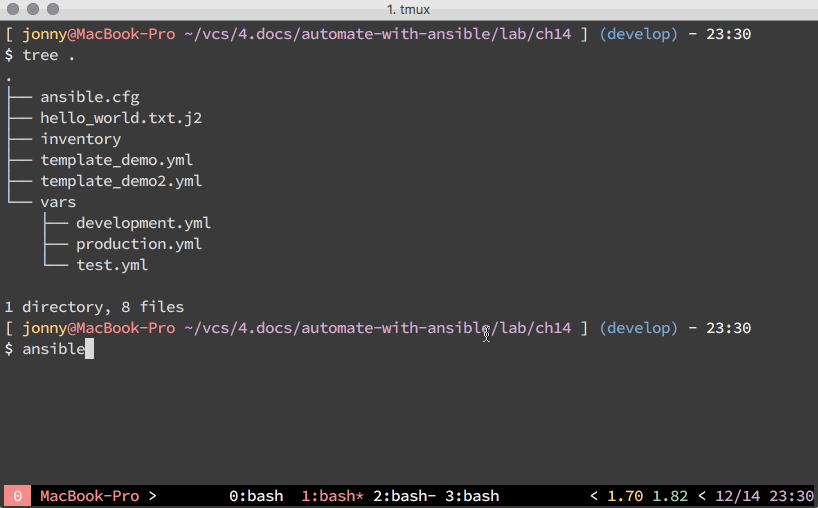 1. tmux
[ jonny@MacBook-Pro ~/vcs/4.docs/automate-with-ansible/lab/ch14 ] (develop) - 23:30
$ tree .
.
├── ansible.cfg
├── hello_world.txt.j2
├── inventory
├── template_demo.yml
├── template_demo2.yml
└── vars
    ├── development.yml
    ├── production.yml
    └── test.yml
1 directory, 8 files
[ jonny@MacBook-Pro ~/vcs/4.docs/automate-with-ansible/lab/ch14 ] (develop) - 23:30
$ ansible
0 MacBook-Pro > 0:bash 1:bash* 2:bash- 3:bash < 1.70 1.82 < 12/14 23:30